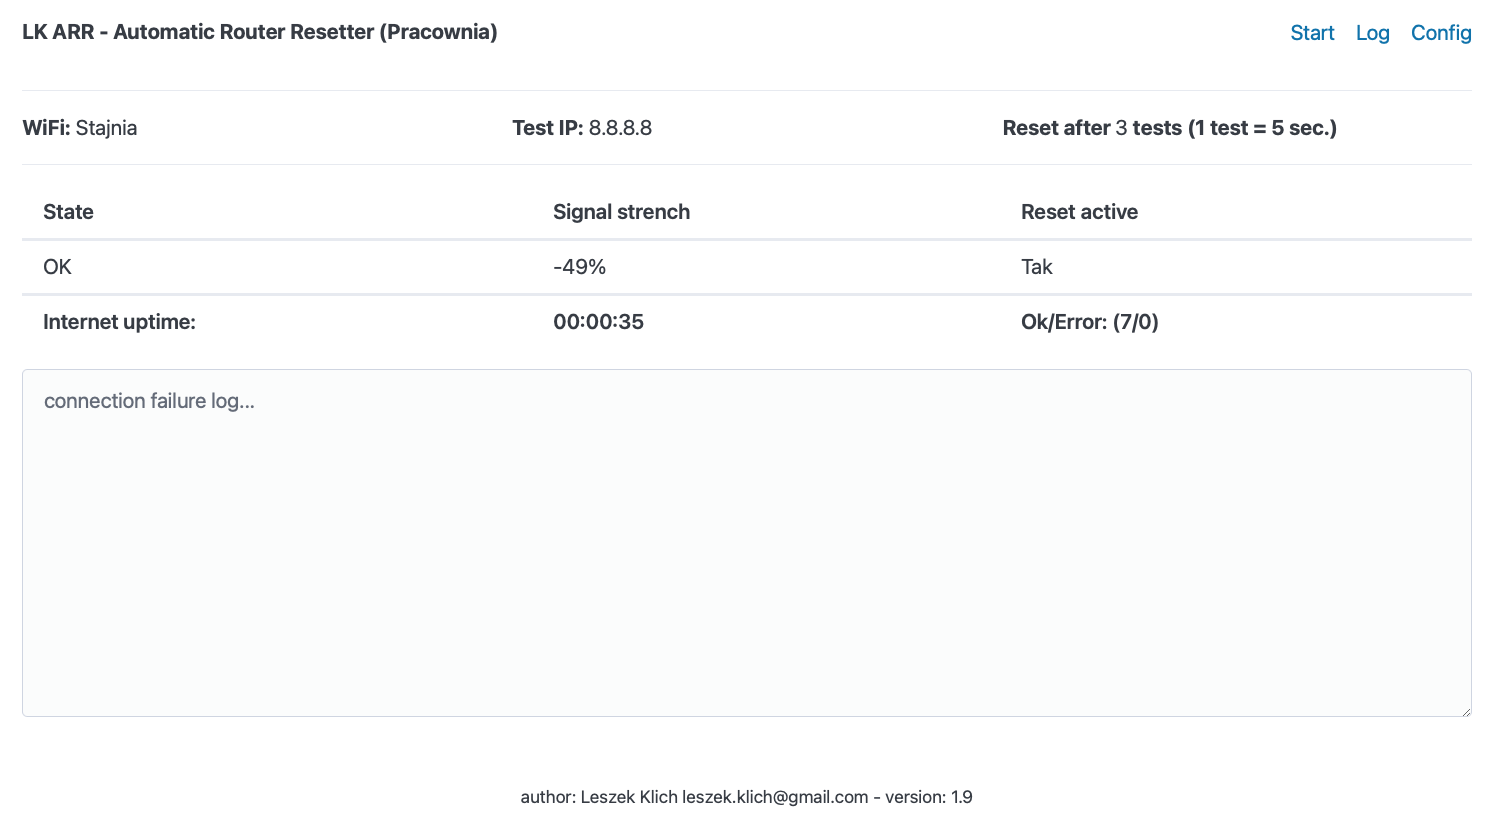 LK ARR - Automatic Router Resetter (Pracownia)
Start Log Config
WiFi: Stajnia Test IP: 8.8.8.8 Reset after 3 tests (1 test = 5 sec.)
State Signal strench Reset active
OK -49% Tak
Internet uptime: 00:00:35 Ok/Error: (7/0)
connection failure log...
author: Leszek Klich leszek.klich@gmail.com - version: 1.9